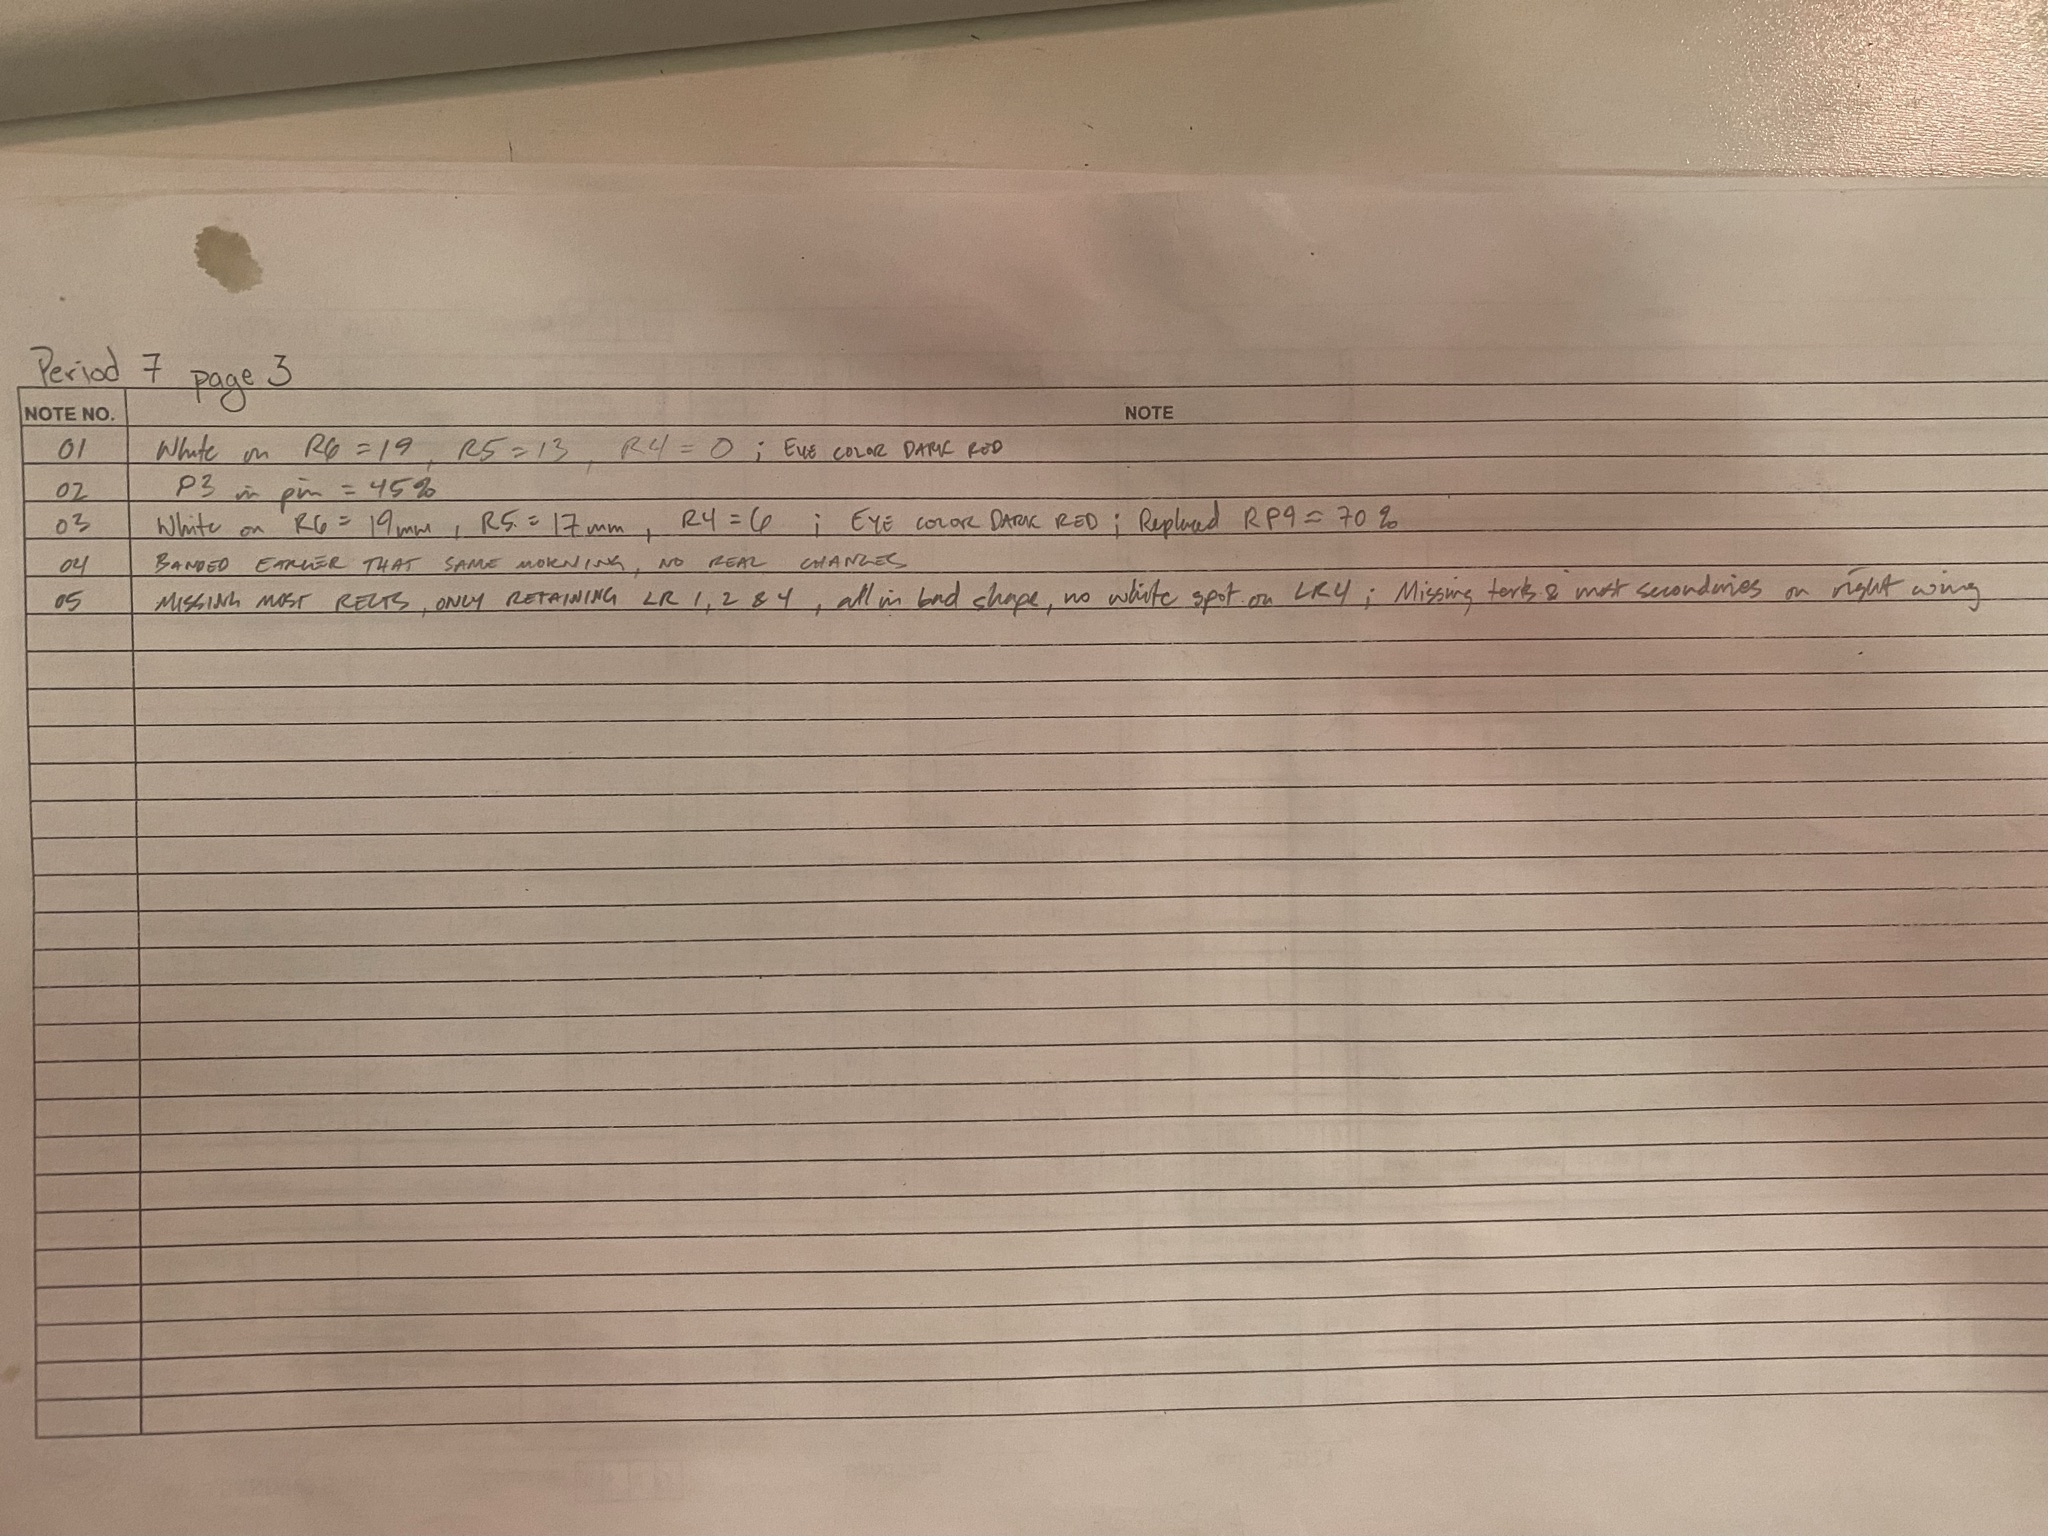 Period 7 page 3
NOTE NO. NOTE
01 White on R6 = 19, R5 = 13, R4 = 0 ; EYE COLOR DARK RED
02 P3 in pin = 45%
03 White on R6 = 19mm, R5 = 17mm, R4 = 6 ; EYE COLOR DARK RED ; Replaced RP9 = 70%
04 BANDED EARLIER THAT SAME MORNING, NO REAL CHANGES
05 MISSING MOST RECTS, ONLY RETAINING LR 1, 2 & 4, all in bad shape, no white spot on LR4 ; Missing terts & most secondaries on right wing